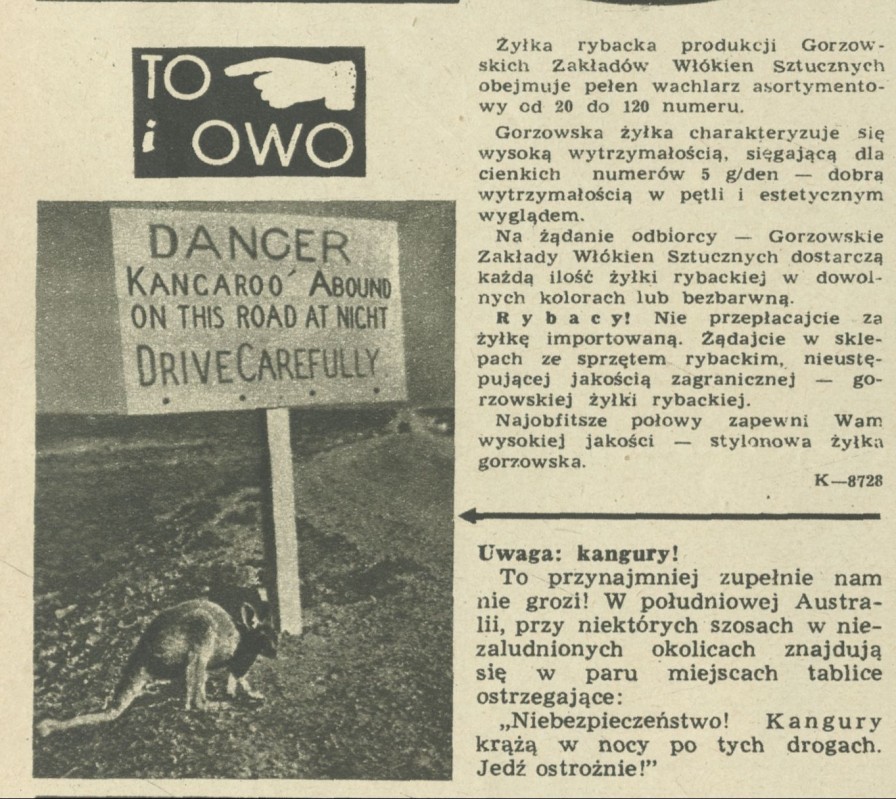 TO
i OWO
DANGER
KANGAROO' ABOUND
ON THIS ROAD AT NIGHT
DRIVE CAREFULLY
Żyłka rybacka produkcji Gorzow-
skich Zakładów Włókien Sztucznych
obejmuje pełen wachlarz asortymento-
wy od 20 do 120 numeru.
Gorzowska żyłka charakteryzuje się
wysoką wytrzymałością, sięgającą dla
cienkich numerów 5 g/den — dobrą
wytrzymałością w pętli i estetycznym
wyglądem.
Na żądanie odbiorcy — Gorzowskie
Zakłady Włókien Sztucznych dostarczą
każdą ilość żyłki rybackiej w dowol-
nych kolorach lub bezbarwną.
Rybacy! Nie przepłacajcie za
żyłkę importowaną. Żądajcie w skle-
pach ze sprzętem rybackim, nieustę-
pującej jakością zagranicznej — go-
rzowskiej żyłki rybackiej.
Najobfitsze połowy zapewni Wam
wysokiej jakości — stylonowa żyłka
gorzowska.
K—8728
Uwaga: kangury!
To przynajmniej zupełnie nam
nie grozi! W południowej Austra-
lii, przy niektórych szosach w nie-
zaludnionych okolicach znajdują
się w paru miejscach tablice
ostrzegające:
„Niebezpieczeństwo! Kangury
krążą w nocy po tych drogach.
Jedź ostrożnie!”